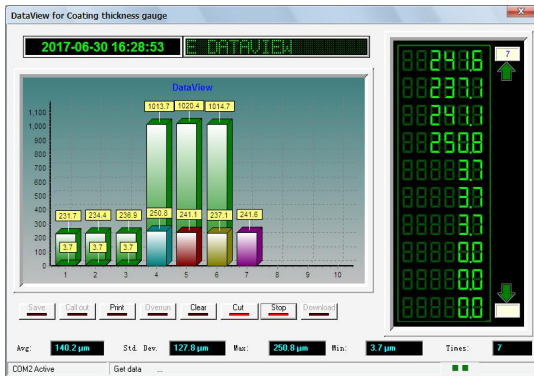 DataView for Coating thickness gauge
2017-06-30 16:28:53
E DATAVIEW
7
DataView
1,100
1,000
900
800
700
600
500
400
300
200
100
0
1013.7 1020.4 1014.7
231.7 234.4 236.9 250.8 241.1 237.1 241.6
3.7 3.7 3.7
1 2 3 4 5 6 7 8 9 10
241.6
237.1
241.1
250.8
3.7
3.7
3.7
0.0
0.0
0.0
Save Call out Print Overrun Clear Cut Stop Download
Avg: 140.2 µm Std. Dev. 127.8 µm Max: 250.8 µm Min: 3.7 µm Times: 7
COM2 Active Get data ...